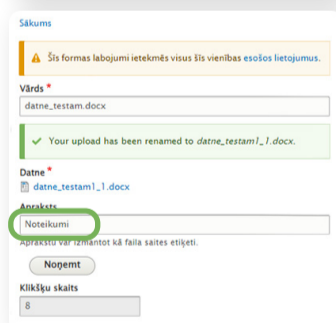 Sākums
Šīs formas labojumi ietekmēs visus šīs vienības esošos lietojumus.
Vārds *
datne_testam.docx
Your upload has been renamed to datne_testam1_1.docx.
Datne *
datne_testam1_1.docx
Apraksts
Noteikumi
Aprakstu var izmantot kā faila saites etiķeti.
Noņemt
Klikšķu skaits
8